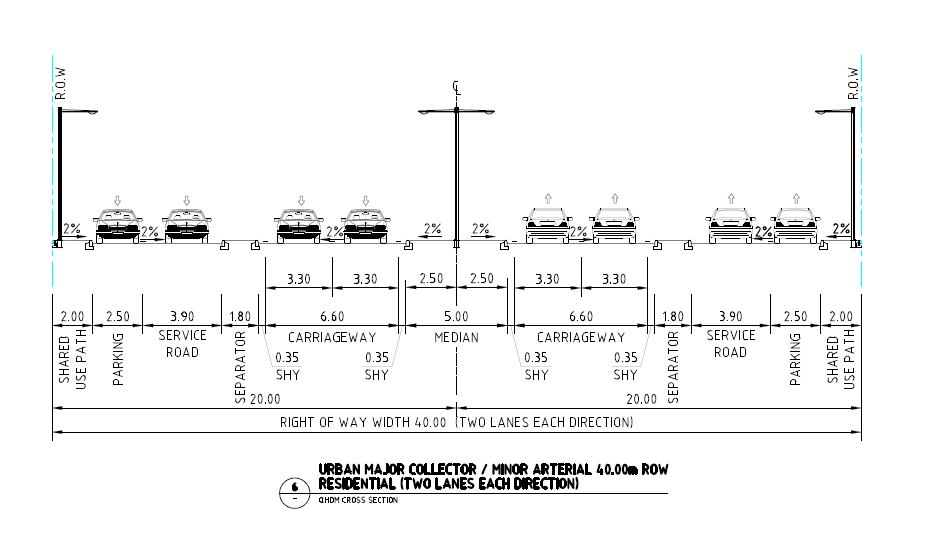 R.O.W
℄
R.O.W
2% 2% 2% 2% 2% 2% 2% 2%
3.30 3.30 2.50 2.50 3.30 3.30
2.00 2.50 3.90 1.80 6.60 5.00 6.60 1.80 3.90 2.50 2.00
SHARED
USE PATH
PARKING
SERVICE
ROAD
SEPARATOR
CARRIAGEWAY
0.35
SHY
0.35
SHY
MEDIAN
CARRIAGEWAY
0.35
SHY
0.35
SHY
SEPARATOR
SERVICE
ROAD
PARKING
SHARED
USE PATH
20.00 20.00
RIGHT OF WAY WIDTH 40.00 (TWO LANES EACH DIRECTION)
6
-
URBAN MAJOR COLLECTOR / MINOR ARTERIAL 40.00m ROW
RESIDENTIAL (TWO LANES EACH DIRECTION)
QHDM CROSS SECTION